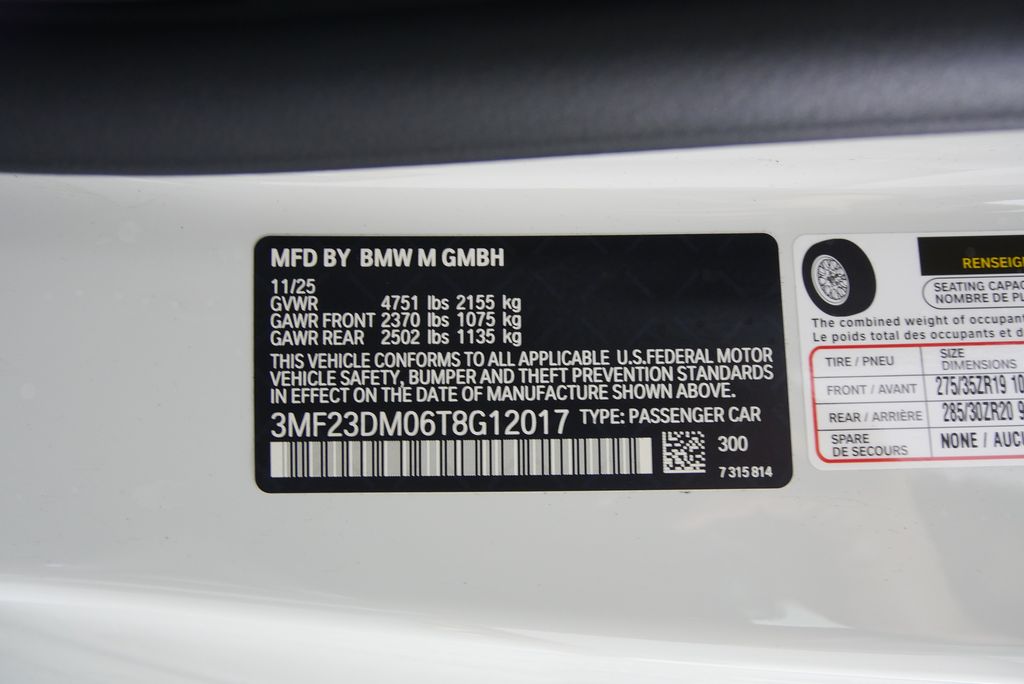 MFD BY BMW M GMBH
11/25
GVWR 4751 lbs 2155 kg
GAWR FRONT 2370 lbs 1075 kg
GAWR REAR 2502 lbs 1135 kg
THIS VEHICLE CONFORMS TO ALL APPLICABLE U.S.FEDERAL MOTOR
VEHICLE SAFETY, BUMPER AND THEFT PREVENTION STANDARDS
IN EFFECT ON THE DATE OF MANUFACTURE SHOWN ABOVE.
3MF23DM06T8G12017 TYPE: PASSENGER CAR
300
7 315 814
RENSEIG
SEATING CAPAC
NOMBRE DE PL
The combined weight of occupant
Le poids total des occupants et d
TIRE / PNEU SIZE
DIMENSIONS
FRONT / AVANT 275/35ZR19 10
REAR / ARRIÈRE 285/30ZR20 9
SPARE
DE SECOURS NONE / AUCU